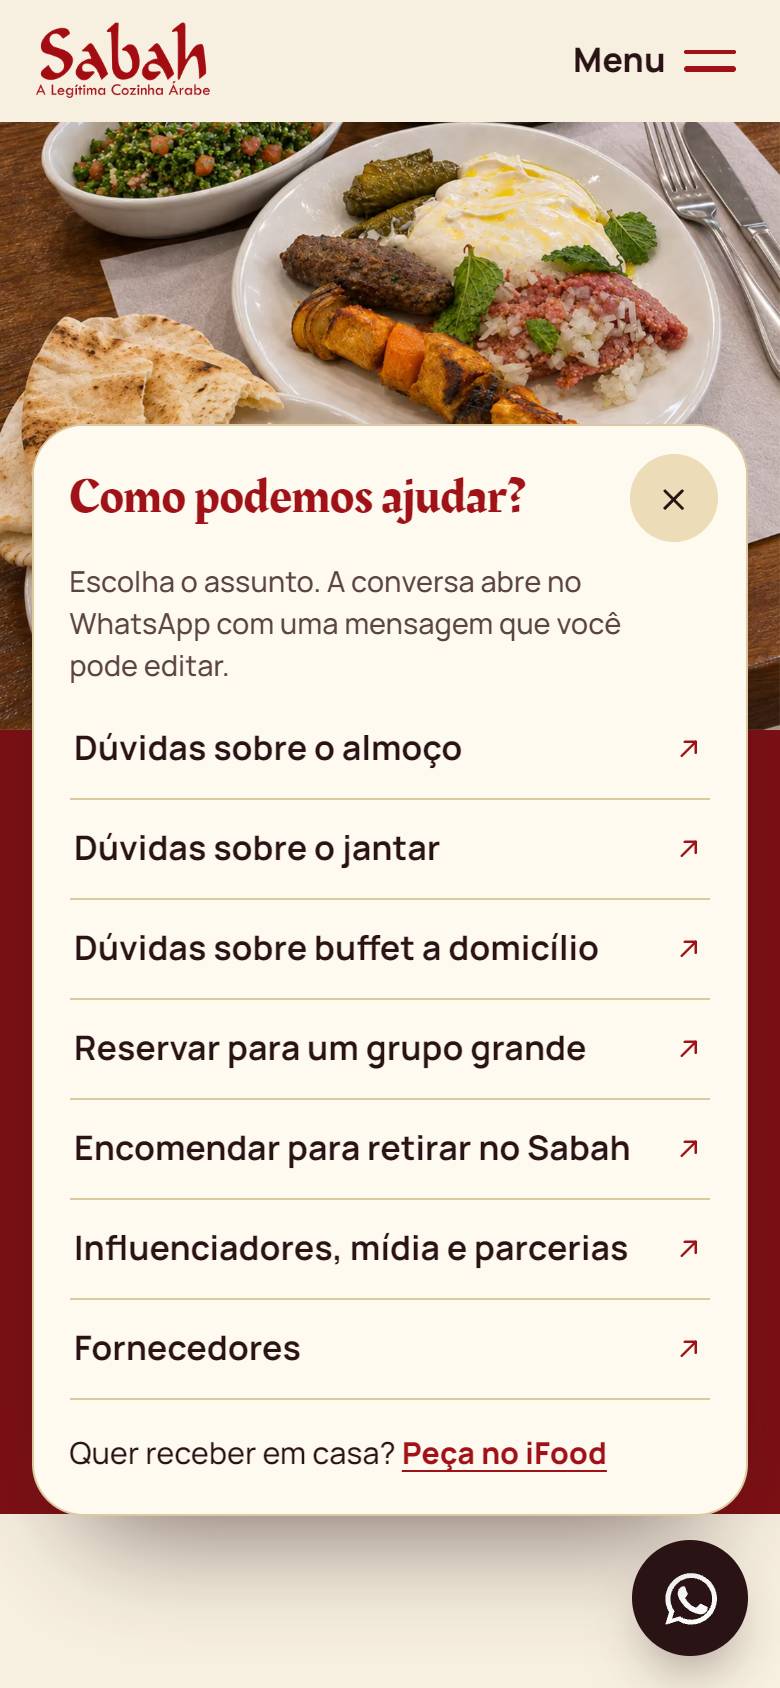 Sabah
A Legítima Cozinha Árabe
Menu
Como podemos ajudar?
Escolha o assunto. A conversa abre no
WhatsApp com uma mensagem que você
pode editar.
Dúvidas sobre o almoço
Dúvidas sobre o jantar
Dúvidas sobre buffet a domicílio
Reservar para um grupo grande
Encomendar para retirar no Sabah
Influenciadores, mídia e parcerias
Fornecedores
Quer receber em casa? Peça no iFood